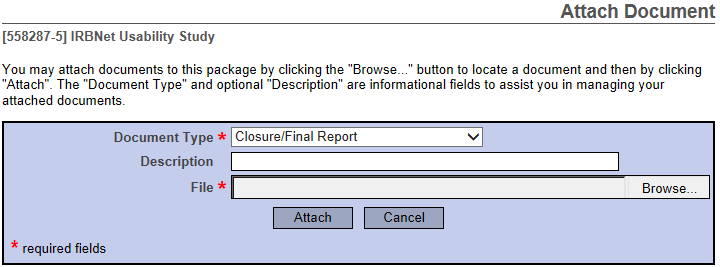 Attach Document
[558287-5] IRBNet Usability Study
You may attach documents to this package by clicking the "Browse..." button to locate a document and then by clicking
"Attach". The "Document Type" and optional "Description" are informational fields to assist you in managing your
attached documents.
Document Type * Closure/Final Report
Description
File * Browse...
Attach Cancel
* required fields